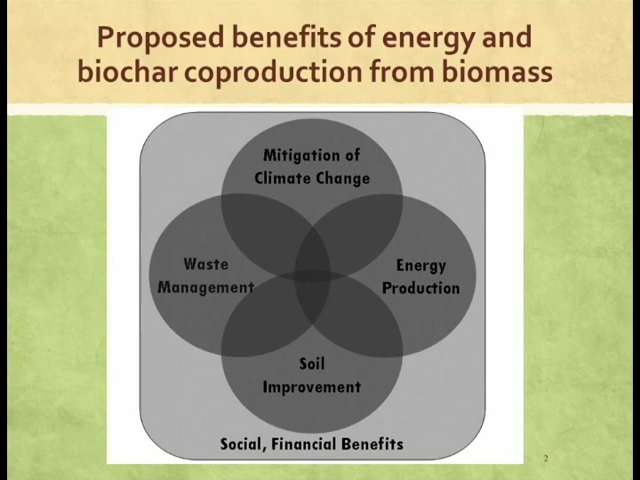 Proposed benefits of energy and
biochar coproduction from biomass
Mitigation of
Climate Change
Waste
Management
Energy
Production
Soil
Improvement
Social, Financial Benefits
2